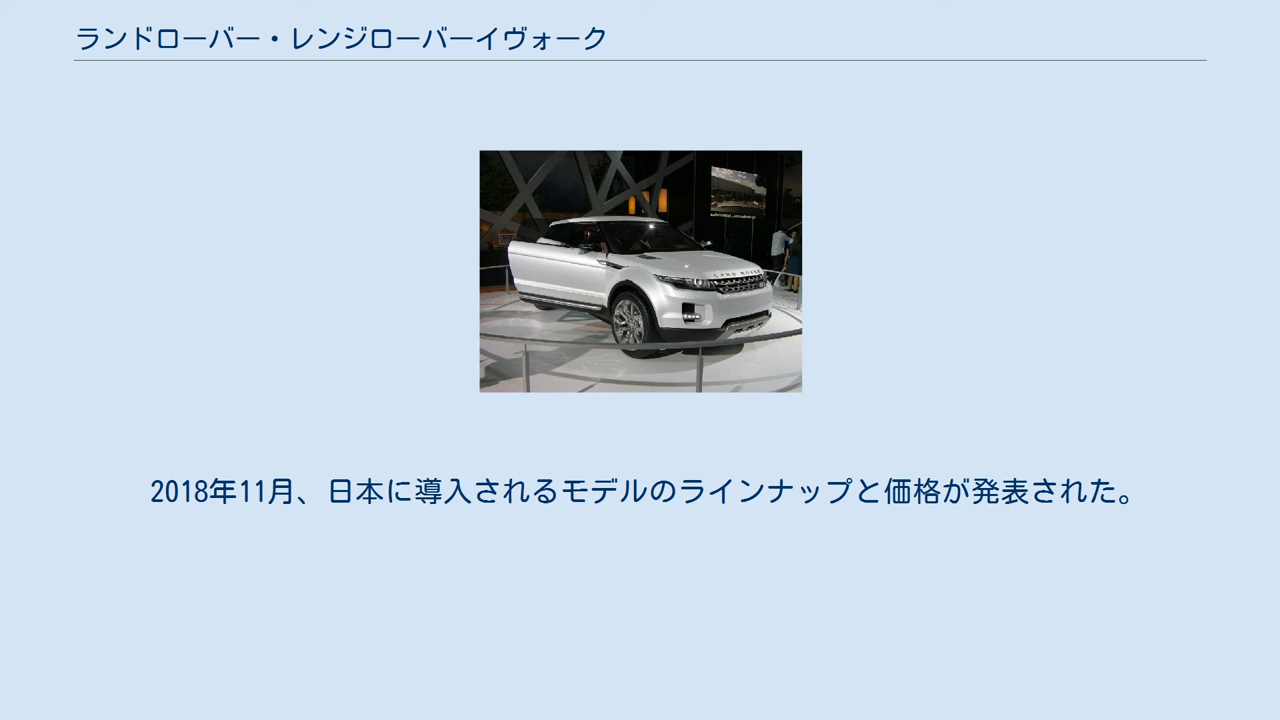 ランドローバー・レンジローバーイヴォーク
LAND ROVER
2018年11月、日本に導入されるモデルのラインナップと価格が発表された。